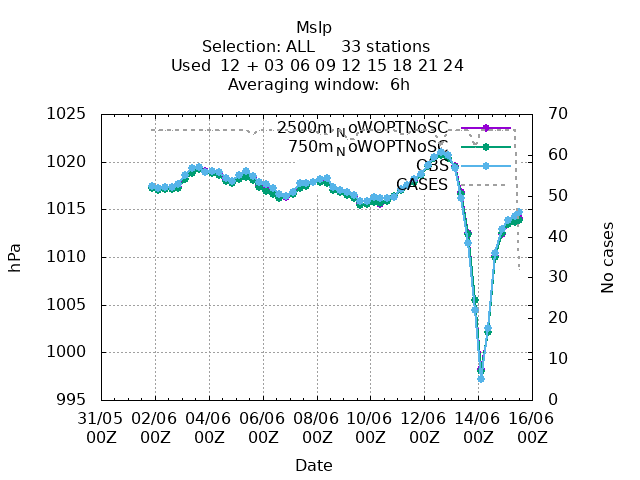 Mslp
Selection: ALL 33 stations
Used 12 + 03 06 09 12 15 18 21 24
Averaging window: 6h
1025
1020
1015
1010
1005
1000
995
hPa
70
60
50
40
30
20
10
0
No cases
2500m_NoWOPTNoSC
750m_NoWOPTNoSC
OBS
CASES
31/05 02/06 04/06 06/06 08/06 10/06 12/06 14/06 16/06
00Z 00Z 00Z 00Z 00Z 00Z 00Z 00Z 00Z
Date